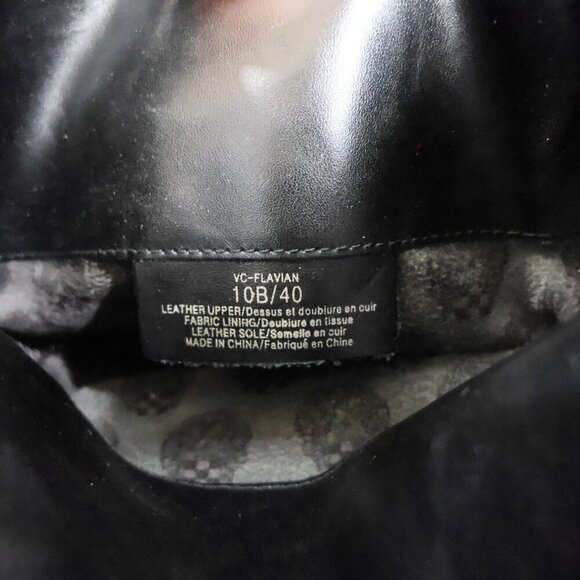 VC-FLAVIAN
10B/40
LEATHER UPPER/Dessus et doublure en cuir
FABRIC LINING/Doublure en tissue
LEATHER SOLE/Semelle en cuir
MADE IN CHINA/Fabriqué en Chine